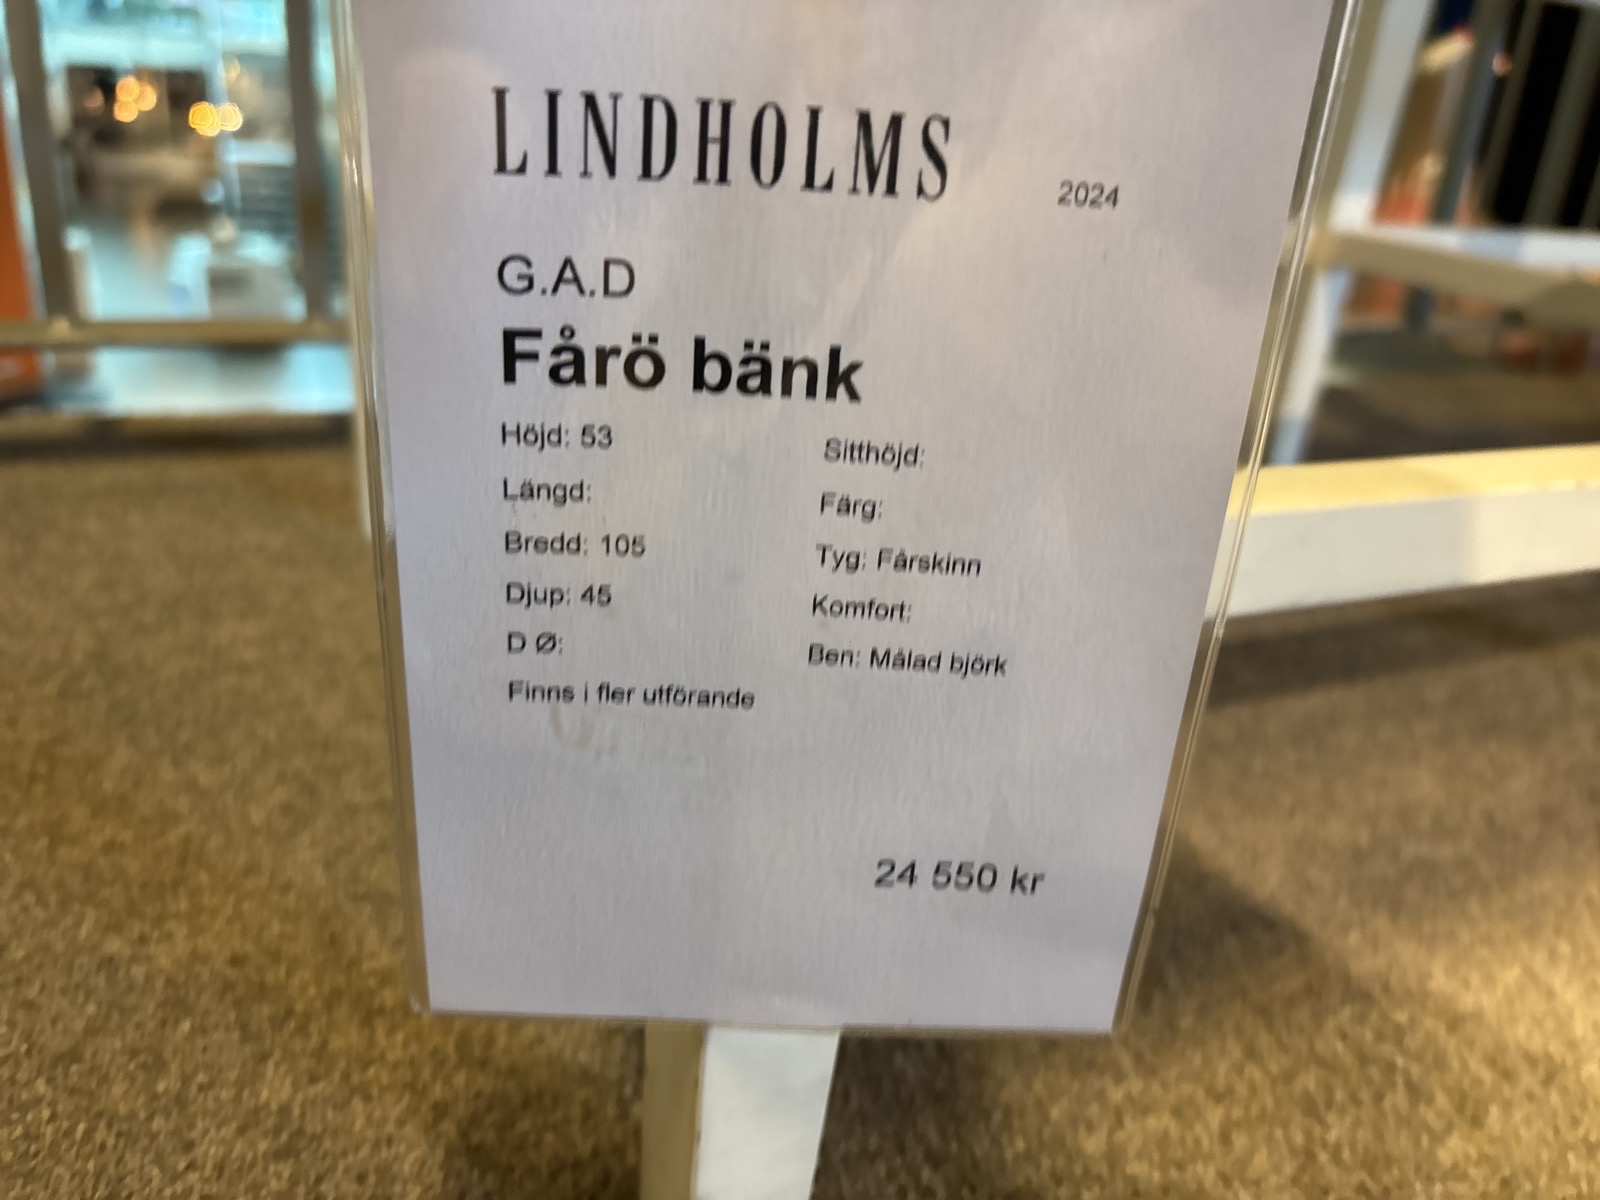 LINDHOLMS
2024
G.A.D
Fårö bänk
Höjd: 53
Längd:
Bredd: 105
Djup: 45
D Ø:
Finns i fler utförande
Sitthöjd:
Färg:
Tyg: Fårskinn
Komfort:
Ben: Målad björk
24 550 kr